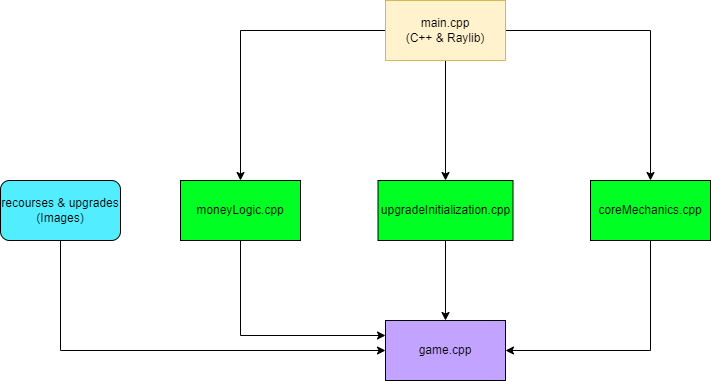 main.cpp
(C++ & Raylib)
recourses & upgrades
(Images)
moneyLogic.cpp
upgradeInitialization.cpp
coreMechanics.cpp
game.cpp